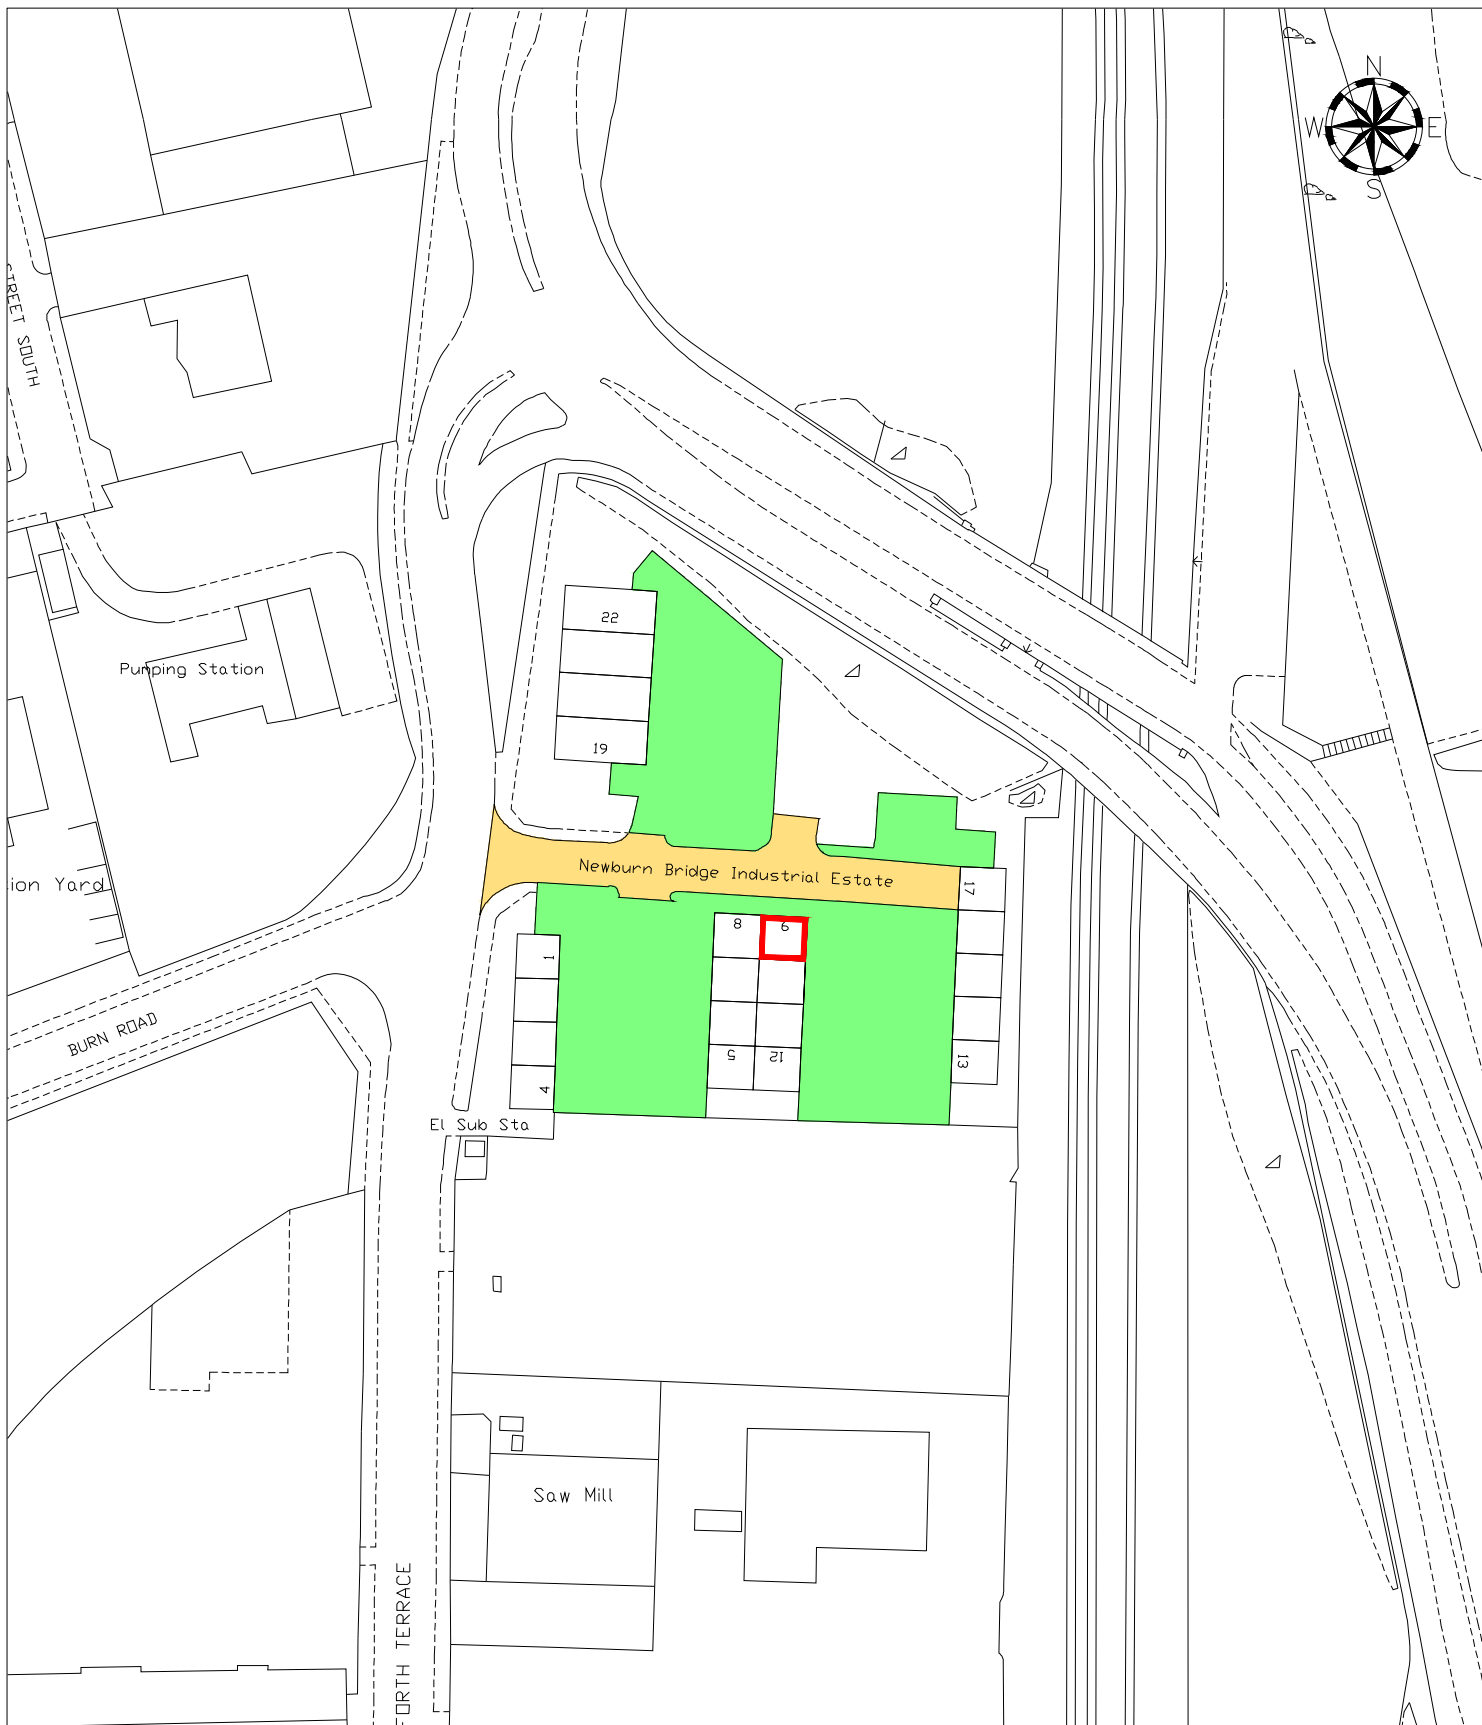 N
W E
S
TREET SOUTH
22
Pumping Station
19
Newburn Bridge Industrial Estate
ion Yard
17
8 9
1
BURN ROAD
5 12
13
4
El Sub Sta
Saw Mill
FORTH TERRACE